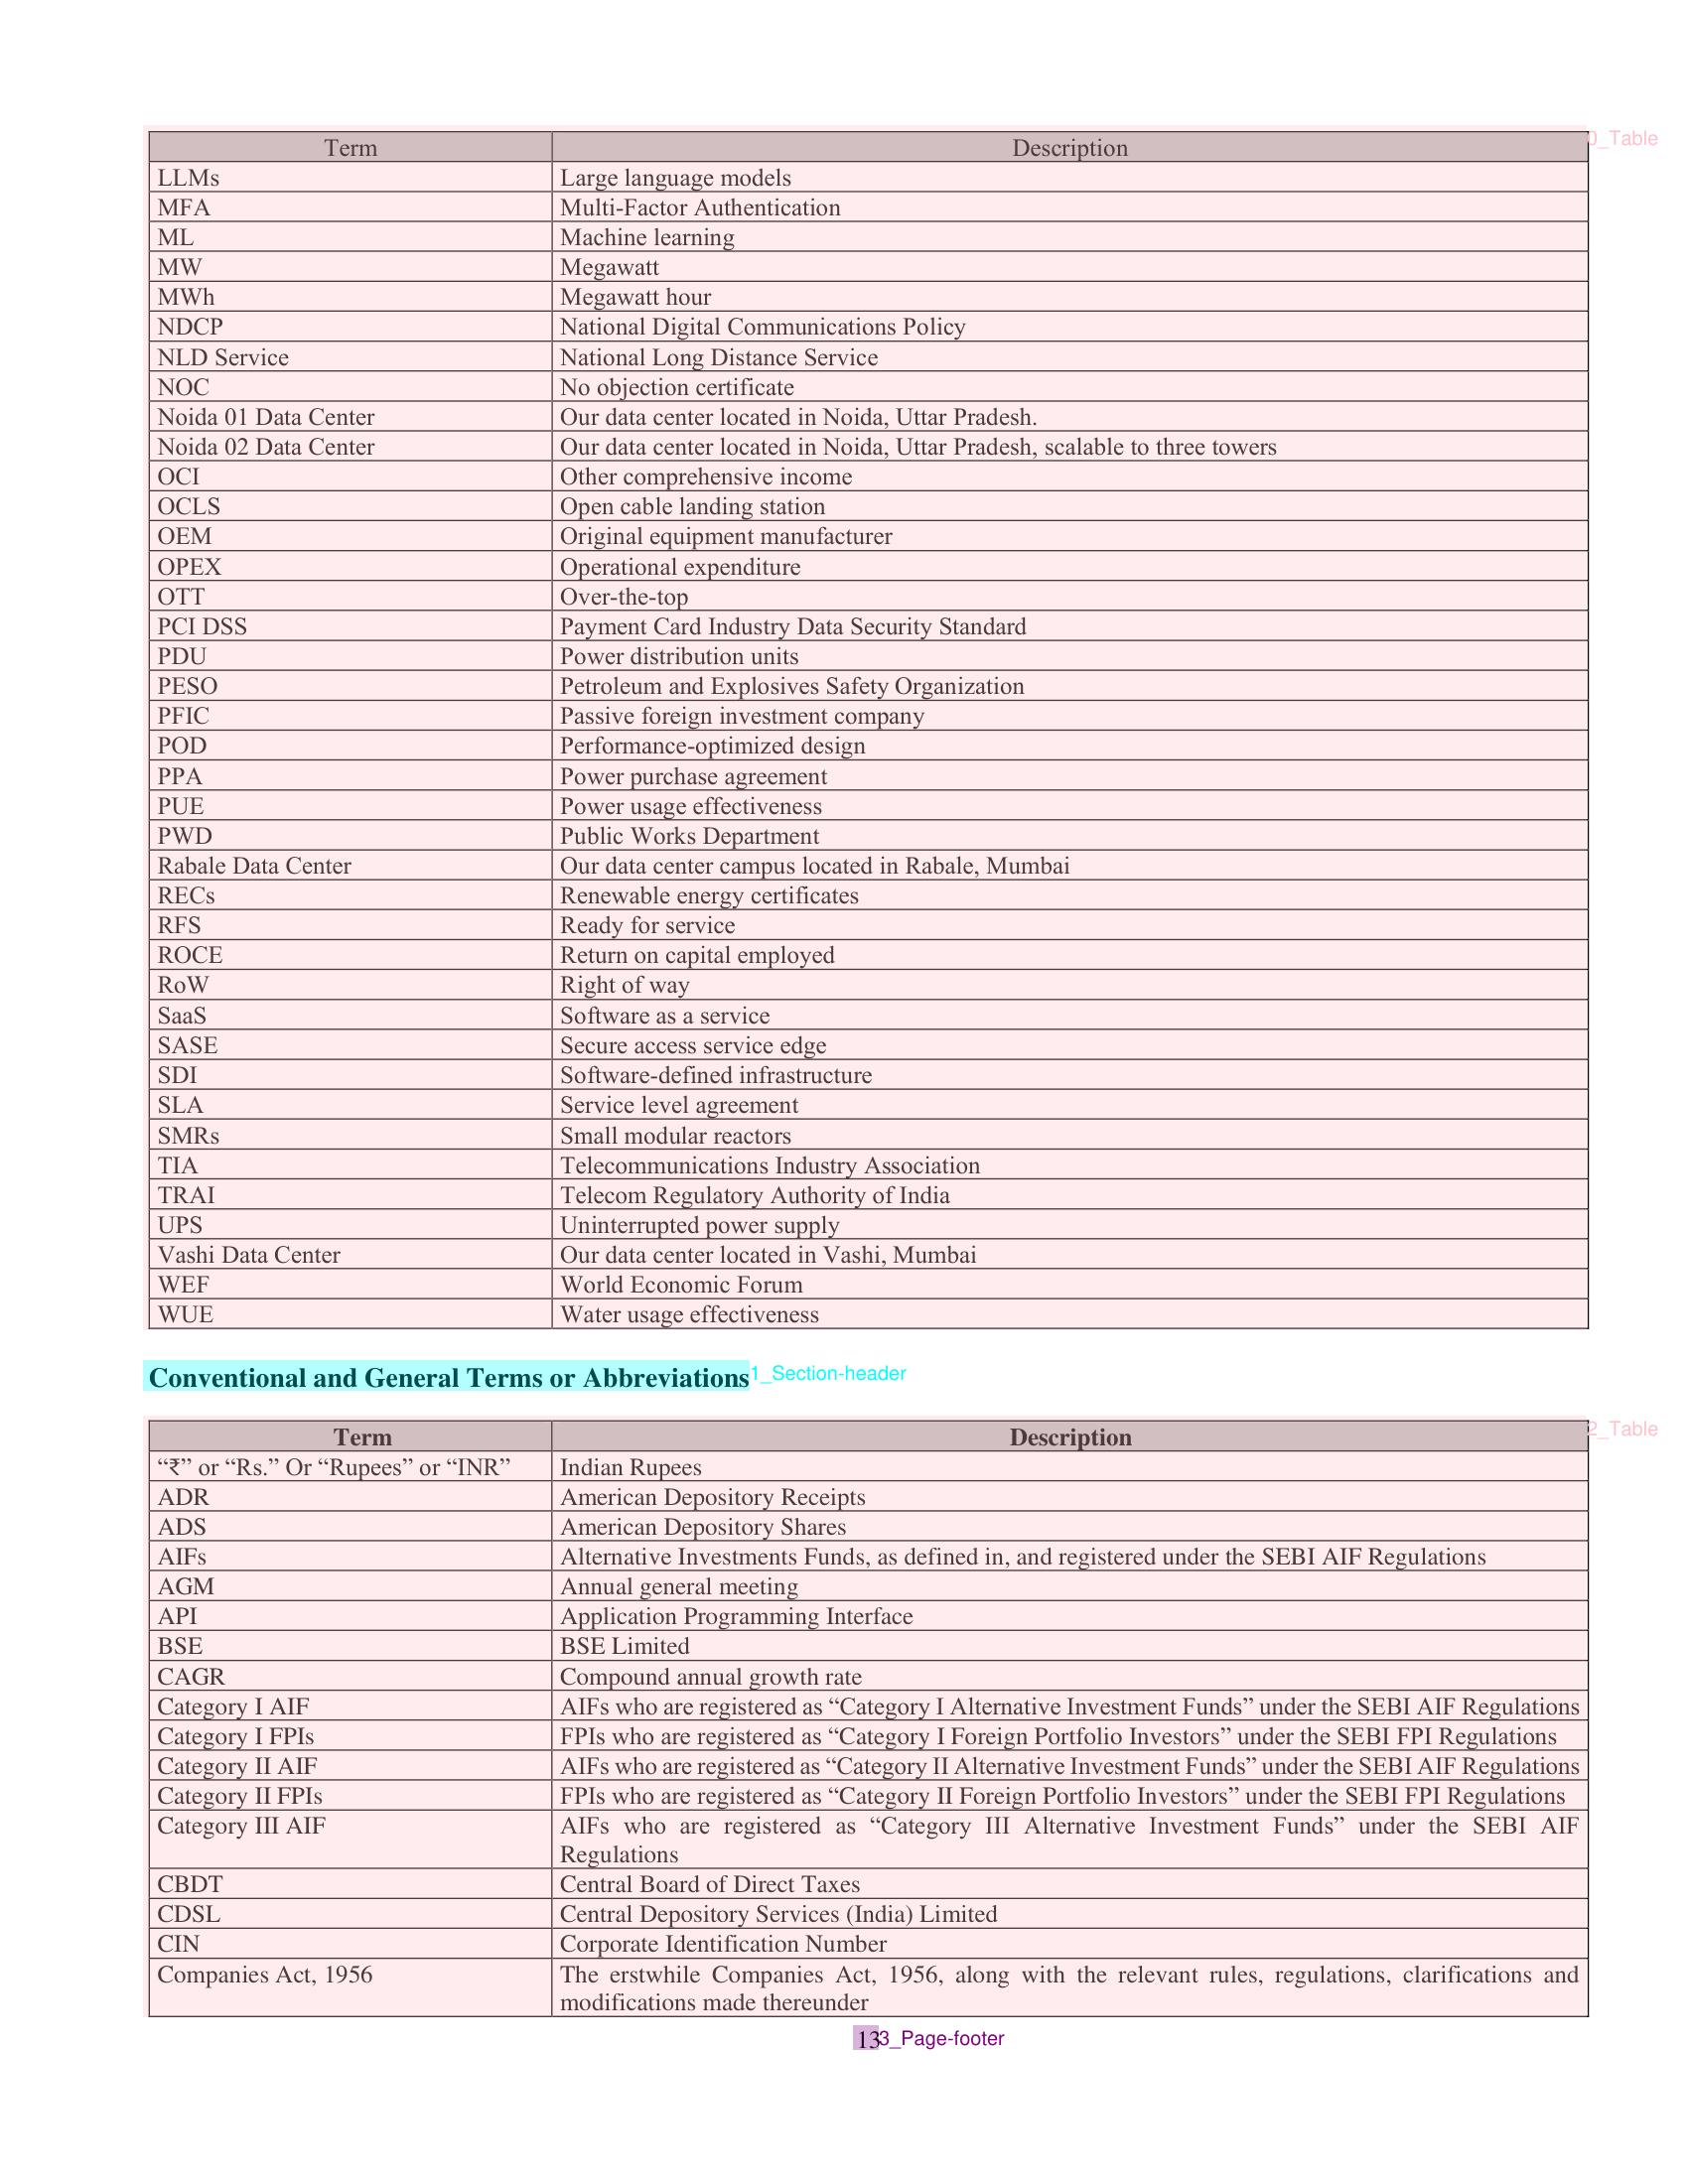 Term Description
0_Table
LLMs Large language models
MFA Multi-Factor Authentication
ML Machine learning
MW Megawatt
MWh Megawatt hour
NDCP National Digital Communications Policy
NLD Service National Long Distance Service
NOC No objection certificate
Noida 01 Data Center Our data center located in Noida, Uttar Pradesh.
Noida 02 Data Center Our data center located in Noida, Uttar Pradesh, scalable to three towers
OCI Other comprehensive income
OCLS Open cable landing station
OEM Original equipment manufacturer
OPEX Operational expenditure
OTT Over-the-top
PCI DSS Payment Card Industry Data Security Standard
PDU Power distribution units
PESO Petroleum and Explosives Safety Organization
PFIC Passive foreign investment company
POD Performance-optimized design
PPA Power purchase agreement
PUE Power usage effectiveness
PWD Public Works Department
Rabale Data Center Our data center campus located in Rabale, Mumbai
RECs Renewable energy certificates
RFS Ready for service
ROCE Return on capital employed
RoW Right of way
SaaS Software as a service
SASE Secure access service edge
SDI Software-defined infrastructure
SLA Service level agreement
SMRs Small modular reactors
TIA Telecommunications Industry Association
TRAI Telecom Regulatory Authority of India
UPS Uninterrupted power supply
Vashi Data Center Our data center located in Vashi, Mumbai
WEF World Economic Forum
WUE Water usage effectiveness
Conventional and General Terms or Abbreviations 1_Section-header
Term Description
2_Table
“₹” or “Rs.” Or “Rupees” or “INR” Indian Rupees
ADR American Depository Receipts
ADS American Depository Shares
AIFs Alternative Investments Funds, as defined in, and registered under the SEBI AIF Regulations
AGM Annual general meeting
API Application Programming Interface
BSE BSE Limited
CAGR Compound annual growth rate
Category I AIF AIFs who are registered as “Category I Alternative Investment Funds” under the SEBI AIF Regulations
Category I FPIs FPIs who are registered as “Category I Foreign Portfolio Investors” under the SEBI FPI Regulations
Category II AIF AIFs who are registered as “Category II Alternative Investment Funds” under the SEBI AIF Regulations
Category II FPIs FPIs who are registered as “Category II Foreign Portfolio Investors” under the SEBI FPI Regulations
Category III AIF AIFs who are registered as “Category III Alternative Investment Funds” under the SEBI AIF
Regulations
CBDT Central Board of Direct Taxes
CDSL Central Depository Services (India) Limited
CIN Corporate Identification Number
Companies Act, 1956 The erstwhile Companies Act, 1956, along with the relevant rules, regulations, clarifications and
modifications made thereunder
13 3_Page-footer